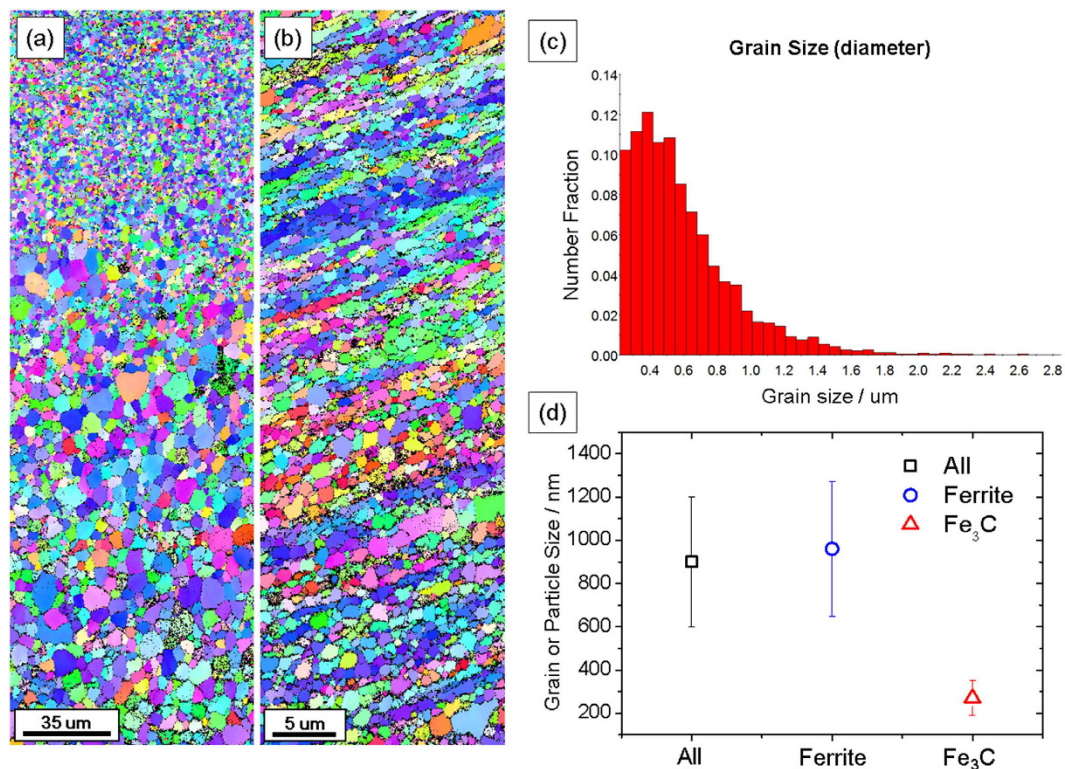 (a)
35 um
(b)
5 um
(c)
Grain Size (diameter)
0.14
0.12
0.10
0.08
0.06
0.04
0.02
0.00
Number Fraction
0.4 0.6 0.8 1.0 1.2 1.4 1.6 1.8 2.0 2.2 2.4 2.6 2.8
Grain size / um
(d)
1400
1200
1000
800
600
400
200
Grain or Particle Size / nm
All
Ferrite
Fe₃C
All Ferrite Fe₃C